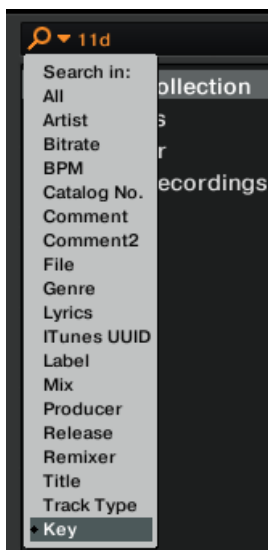 11d
Search in:
All
ollection
Artist
s
Bitrate
r
BPM
Catalog No.
ecordings
Comment
Comment2
File
Genre
Lyrics
ITunes UUID
Label
Mix
Producer
Release
Remixer
Title
Track Type
Key